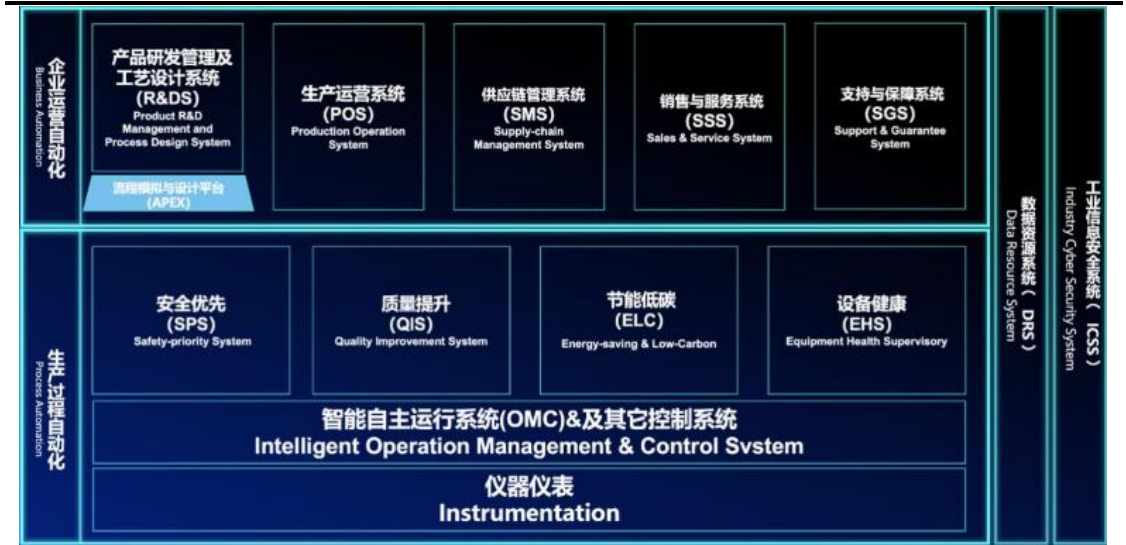 企业运营自动化
Business Automation
产品研发管理及
工艺设计系统
(R&DS)
Product R&D
Management and
Process Design System
流程模拟与设计平台
(APEX)
生产运营系统
(POS)
Production Operation
System
供应链管理系统
(SMS)
Supply-chain
Management System
销售与服务系统
(SSS)
Sales & Service System
支持与保障系统
(SGS)
Support & Guarantee
System
生产过程自动化
Process Automation
安全优先
(SPS)
Safety-priority System
质量提升
(QIS)
Quality Improvement System
节能低碳
(ELC)
Energy-saving & Low-Carbon
设备健康
(EHS)
Equipment Health Supervisory
智能自主运行系统(OMC)&及其它控制系统
Intelligent Operation Management & Control Svstem
仪器仪表
Instrumentation
数据资源系统（ DRS）
Data Resource System
工业信息安全系统（ ICSS）
Industry Cyber Security System